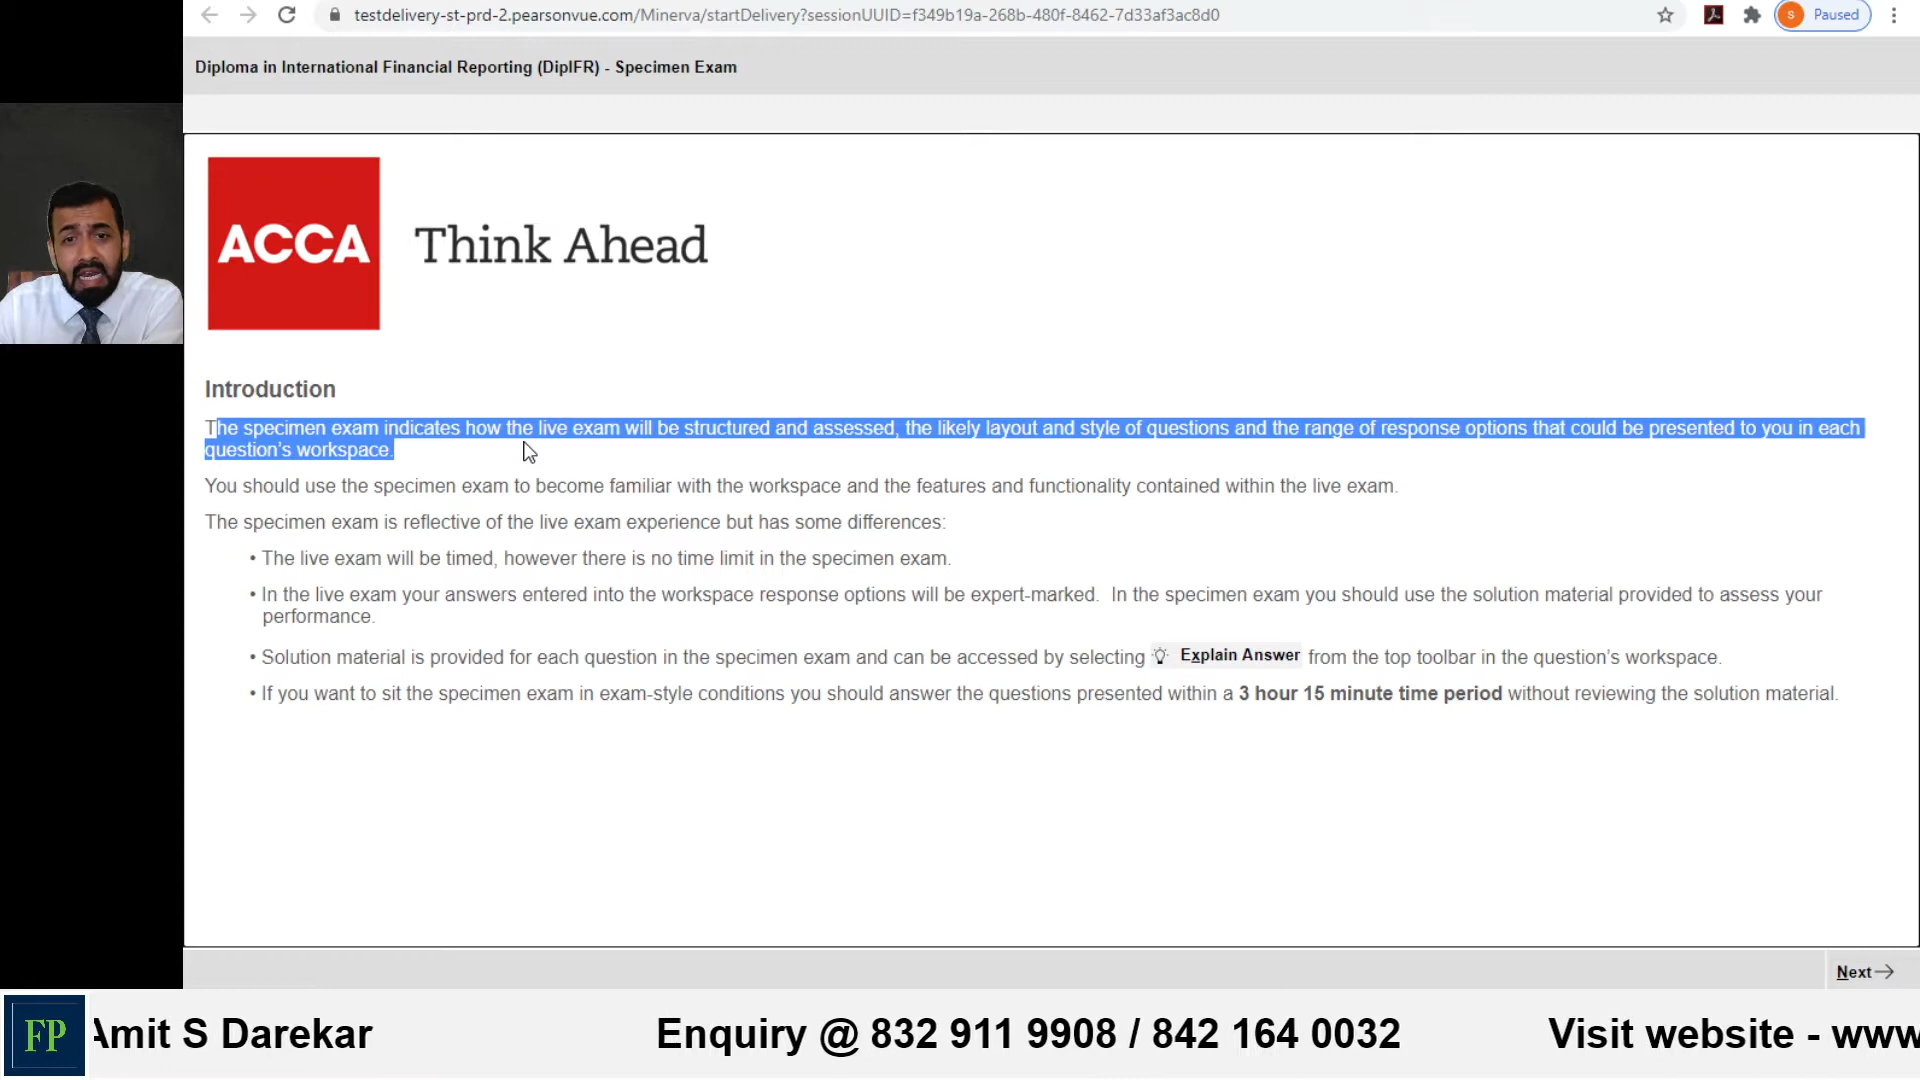 testdelivery-st-prd-2.pearsonvue.com/Minerva/startDelivery?sessionUUID=f349b19a-268b-480f-8462-7d33af3ac8d0
S
Paused
Diploma in International Financial Reporting (DipIFR) - Specimen Exam
ACCA
Think Ahead
Introduction
The specimen exam indicates how the live exam will be structured and assessed, the likely layout and style of questions and the range of response options that could be presented to you in each
question's workspace.
You should use the specimen exam to become familiar with the workspace and the features and functionality contained within the live exam.
The specimen exam is reflective of the live exam experience but has some differences:
• The live exam will be timed, however there is no time limit in the specimen exam.
• In the live exam your answers entered into the workspace response options will be expert-marked. In the specimen exam you should use the solution material provided to assess your
performance.
• Solution material is provided for each question in the specimen exam and can be accessed by selecting Explain Answer from the top toolbar in the question's workspace.
• If you want to sit the specimen exam in exam-style conditions you should answer the questions presented within a 3 hour 15 minute time period without reviewing the solution material.
Next
FP
Amit S Darekar
Enquiry @ 832 911 9908 / 842 164 0032
Visit website - www